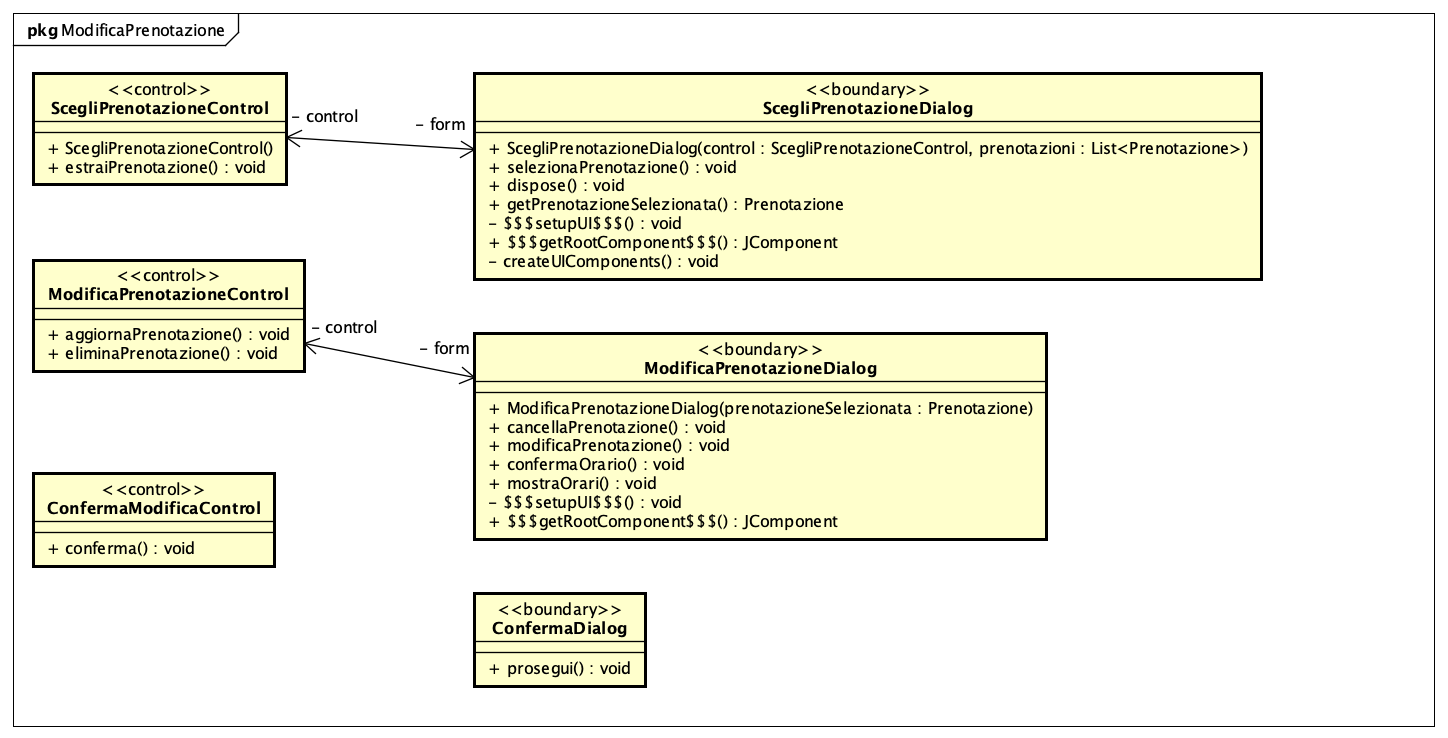 pkg ModificaPrenotazione
<<control>>
ScegliPrenotazioneControl
+ ScegliPrenotazioneControl()
+ estraiPrenotazione() : void
– control
– form
<<boundary>>
ScegliPrenotazioneDialog
+ ScegliPrenotazioneDialog(control : ScegliPrenotazioneControl, prenotazioni : List<Prenotazione>)
+ selezionaPrenotazione() : void
+ dispose() : void
+ getPrenotazioneSelezionata() : Prenotazione
– $$$setupUI$$$() : void
+ $$$getRootComponent$$$() : JComponent
– createUIComponents() : void
<<control>>
ModificaPrenotazioneControl
+ aggiornaPrenotazione() : void
+ eliminaPrenotazione() : void
– control
– form
<<boundary>>
ModificaPrenotazioneDialog
+ ModificaPrenotazioneDialog(prenotazioneSelezionata : Prenotazione)
+ cancellaPrenotazione() : void
+ modificaPrenotazione() : void
+ confermaOrario() : void
+ mostraOrari() : void
– $$$setupUI$$$() : void
+ $$$getRootComponent$$$() : JComponent
<<control>>
ConfermaModificaControl
+ conferma() : void
<<boundary>>
ConfermaDialog
+ prosegui() : void